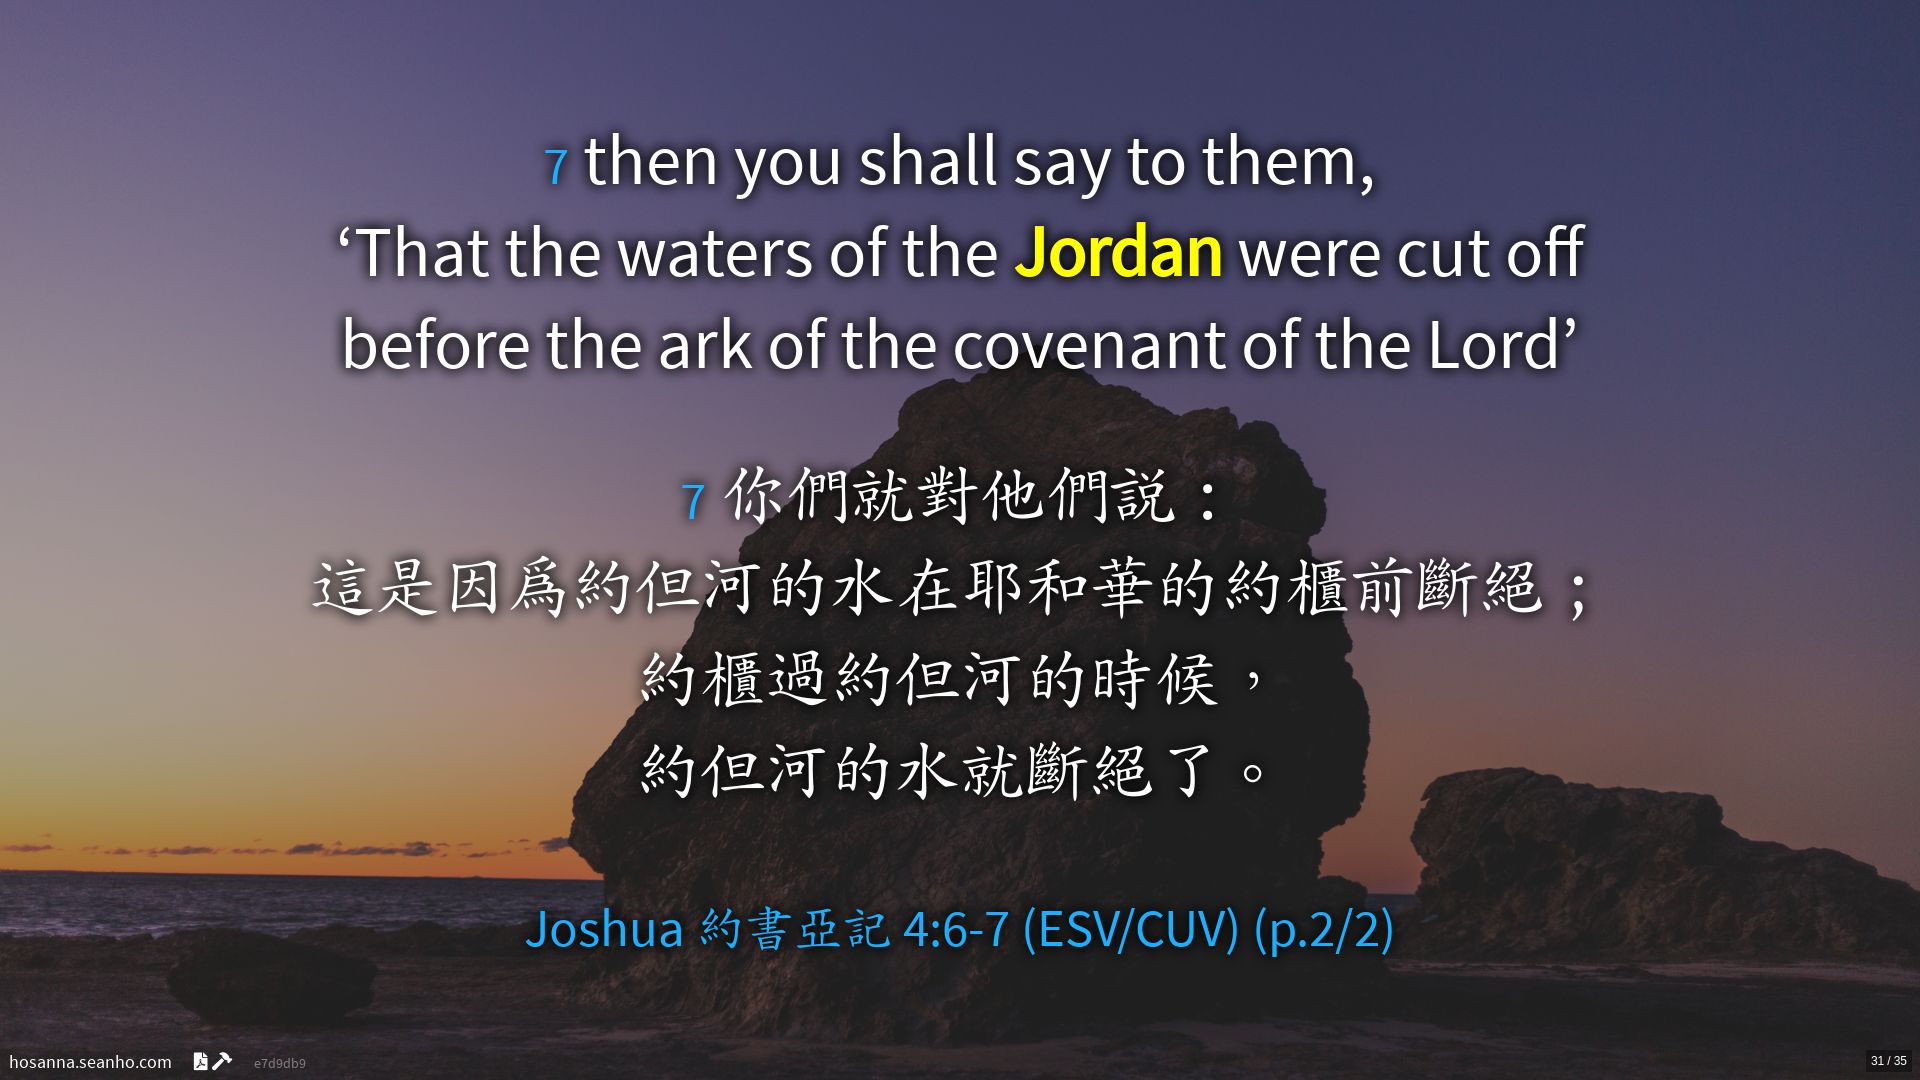 7 then you shall say to them,
‘That the waters of the Jordan were cut off
before the ark of the covenant of the Lord’
7 你們就對他們説：
這是因爲約但河的水在耶和華的約櫃前斷絕；
約櫃過約但河的時候，
約但河的水就斷絕了。
Joshua 約書亞記 4:6-7 (ESV/CUV) (p.2/2)
hosanna.seanho.com e7d9db9
31 / 35